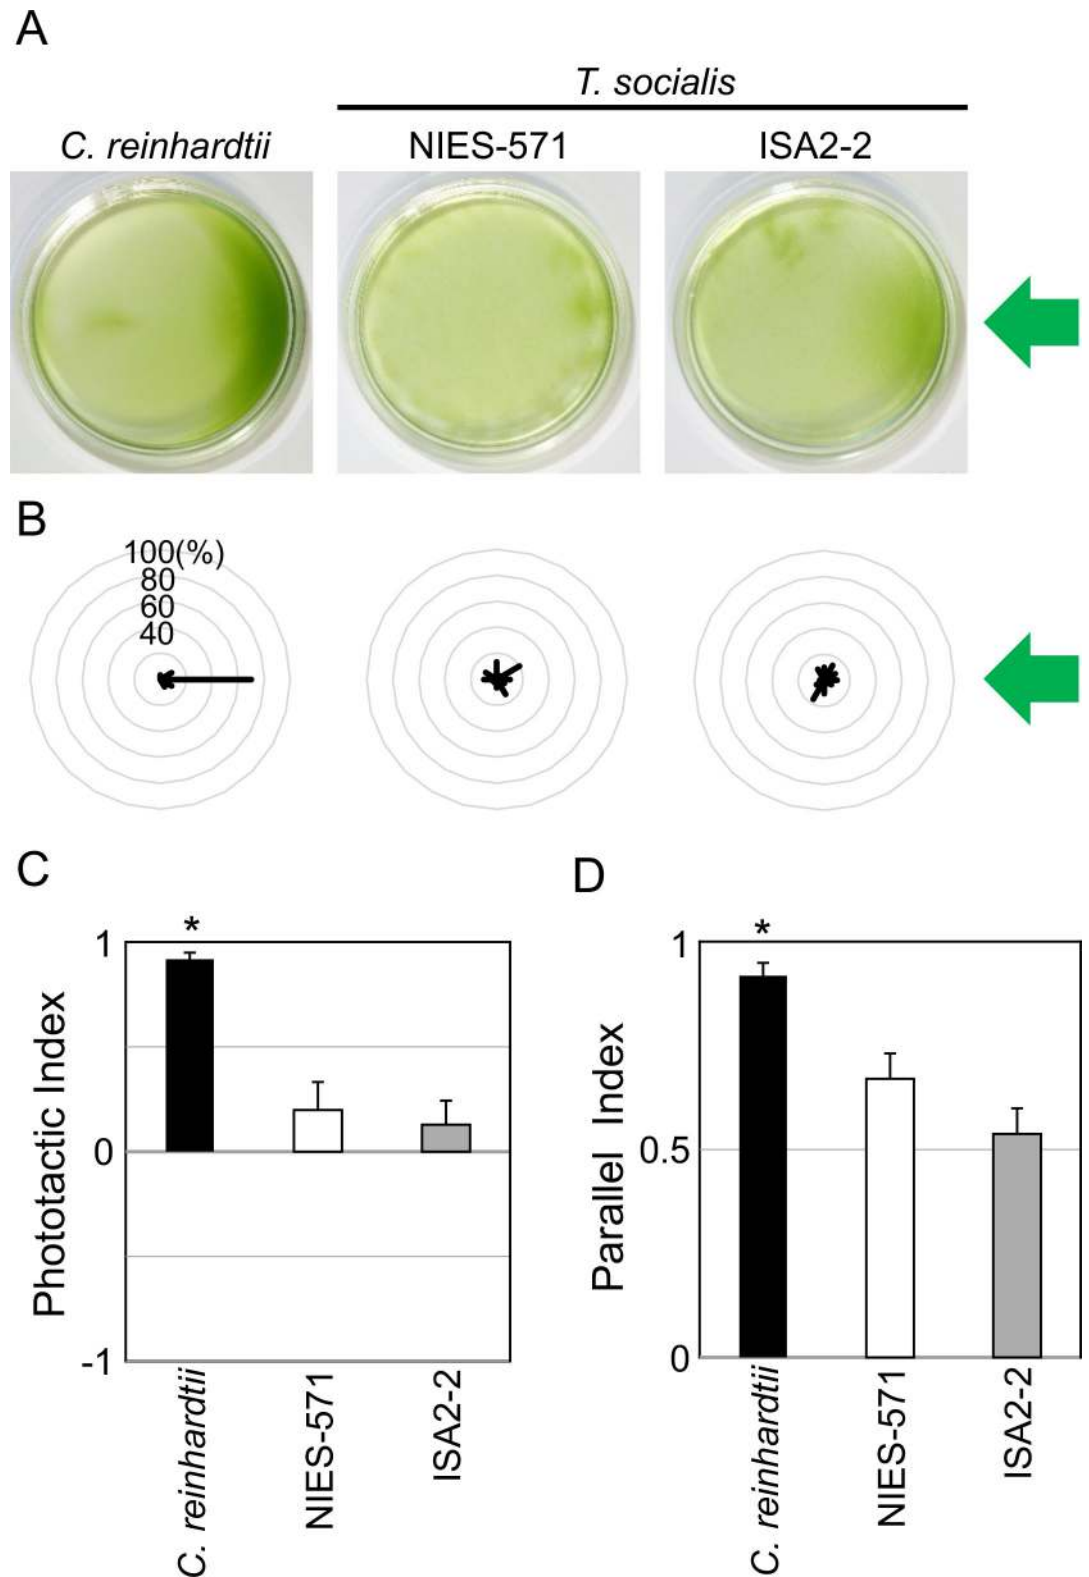 A
T. socialis
C. reinhardtii
NIES-571
ISA2-2
B
100(%)
80
60
40
C
1
0
-1
Phototactic Index
*
C. reinhardtii
NIES-571
ISA2-2
D
1
0.5
0
Parallel Index
*
C. reinhardtii
NIES-571
ISA2-2